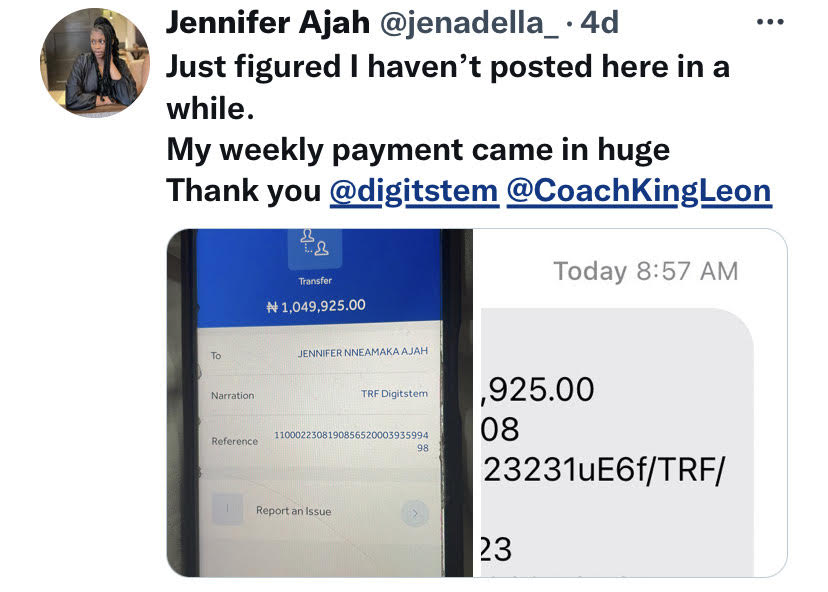 Jennifer Ajah @jenadella_ · 4d
Just figured I haven’t posted here in a
while.
My weekly payment came in huge
Thank you @digitstem @CoachKingLeon
Transfer
₦ 1,049,925.00
To JENNIFER NNEAMAKA AJAH
Narration TRF Digitstem
Reference 1100022308190856520003935994
98
Report an Issue
Today 8:57 AM
,925.00
08
23231uE6f/TRF/
23